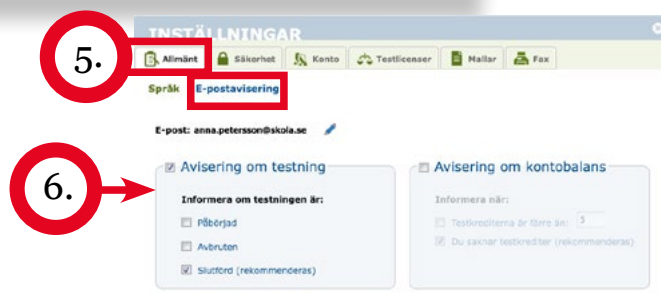 INSTÄLLNINGAR
5.
Allmänt Säkerhet Konto Testlicenser Mallar Fax
Språk E-postavisering
E-post: anna.petersson@skola.se
6.
Avisering om testning
Informera om testningen är:
Påbörjad
Avbruten
Slutförd (rekommenderas)
Avisering om kontobalans
Informera när:
Testkrediterna är färre än: 5
Du saknar testkrediter (rekommenderas)